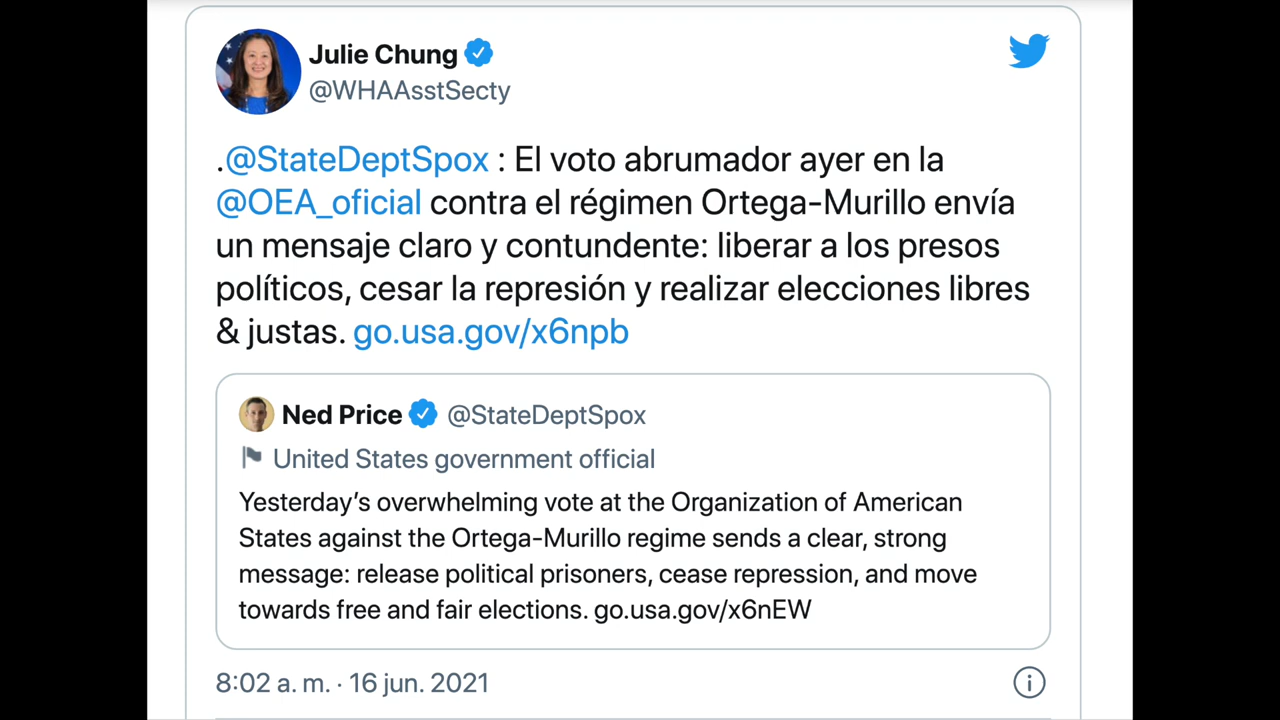 Julie Chung
@WHAAsstSecty
.@StateDeptSpox : El voto abrumador ayer en la
@OEA_oficial contra el régimen Ortega-Murillo envía
un mensaje claro y contundente: liberar a los presos
políticos, cesar la represión y realizar elecciones libres
& justas. go.usa.gov/x6npb
Ned Price @StateDeptSpox
United States government official
Yesterday’s overwhelming vote at the Organization of American
States against the Ortega-Murillo regime sends a clear, strong
message: release political prisoners, cease repression, and move
towards free and fair elections. go.usa.gov/x6nEW
8:02 a. m. · 16 jun. 2021